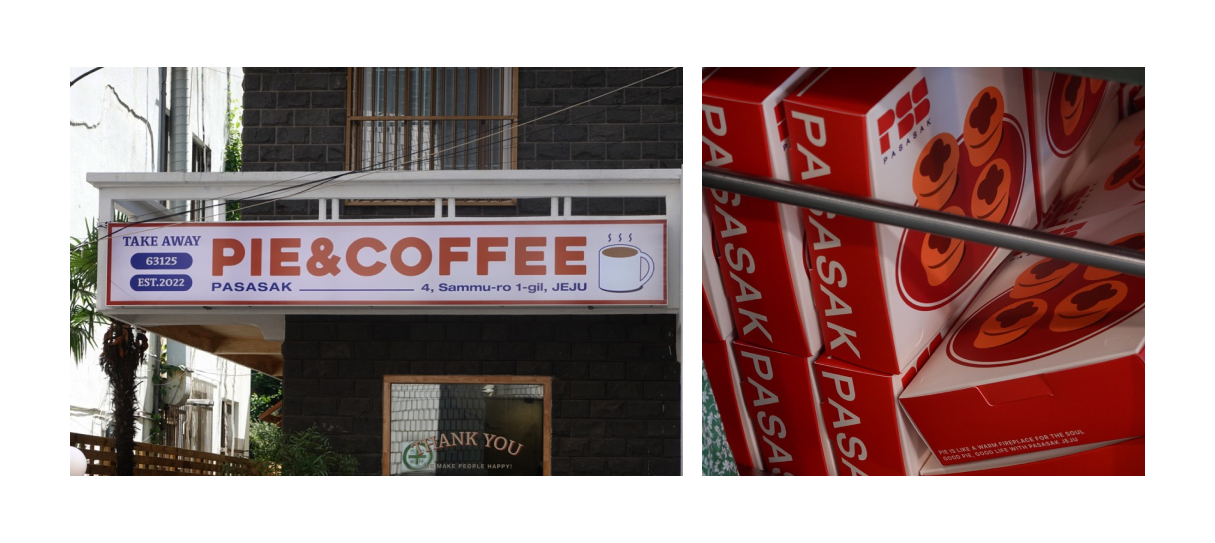 TAKE AWAY
63125
EST.2022
PIE&COFFEE
PASASAK
4, Sammu-ro 1-gil, JEJU
THANK YOU
MAKE PEOPLE HAPPY!
PASASAK
PASASAK
PAS
PASASAK
PASASAK
PASASAK
PIE IS LIKE A WARM FIREPLACE FOR THE SOUL
GOOD PIE, GOOD LIFE WITH PASASAK JEJU